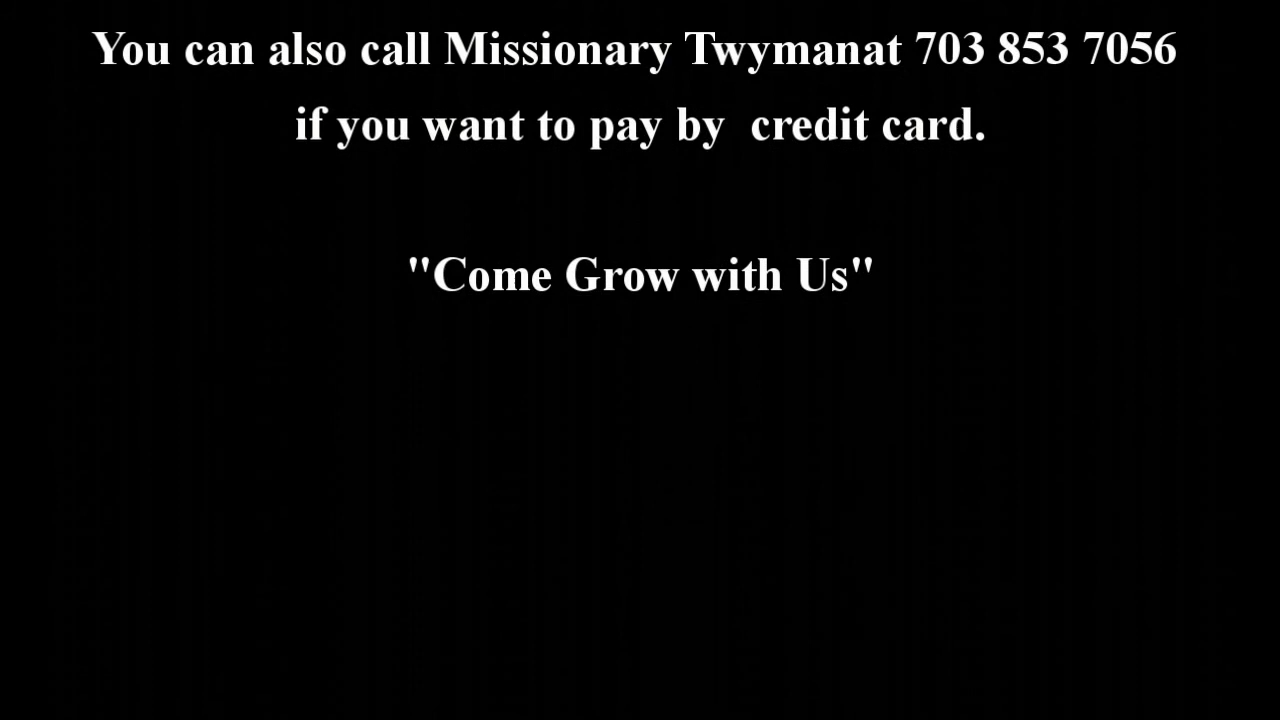 You can also call Missionary Twymanat 703 853 7056
if you want to pay by  credit card.
"Come Grow with Us"